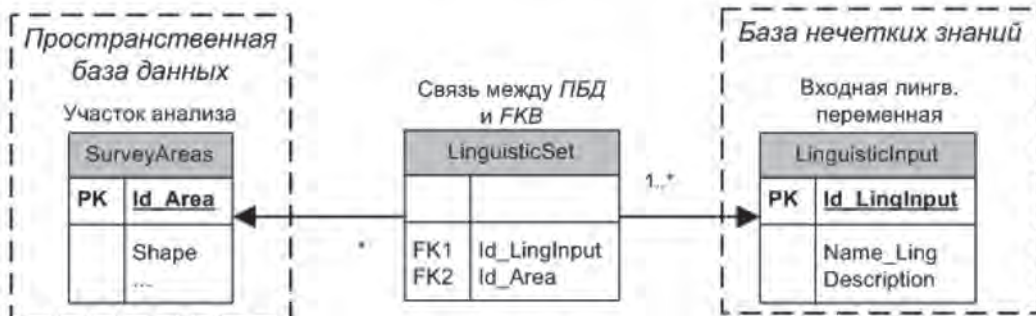 Пространственная
база данных
Участок анализа
SurveyAreas
PK Id_Area
Shape
...
*
Связь между ПБД
и FKB
LinguisticSet
FK1 Id_LingInput
FK2 Id_Area
1..*
База нечетких знаний
Входная лингв.
переменная
LinguisticInput
PK Id_LingInput
Name_Ling
Description